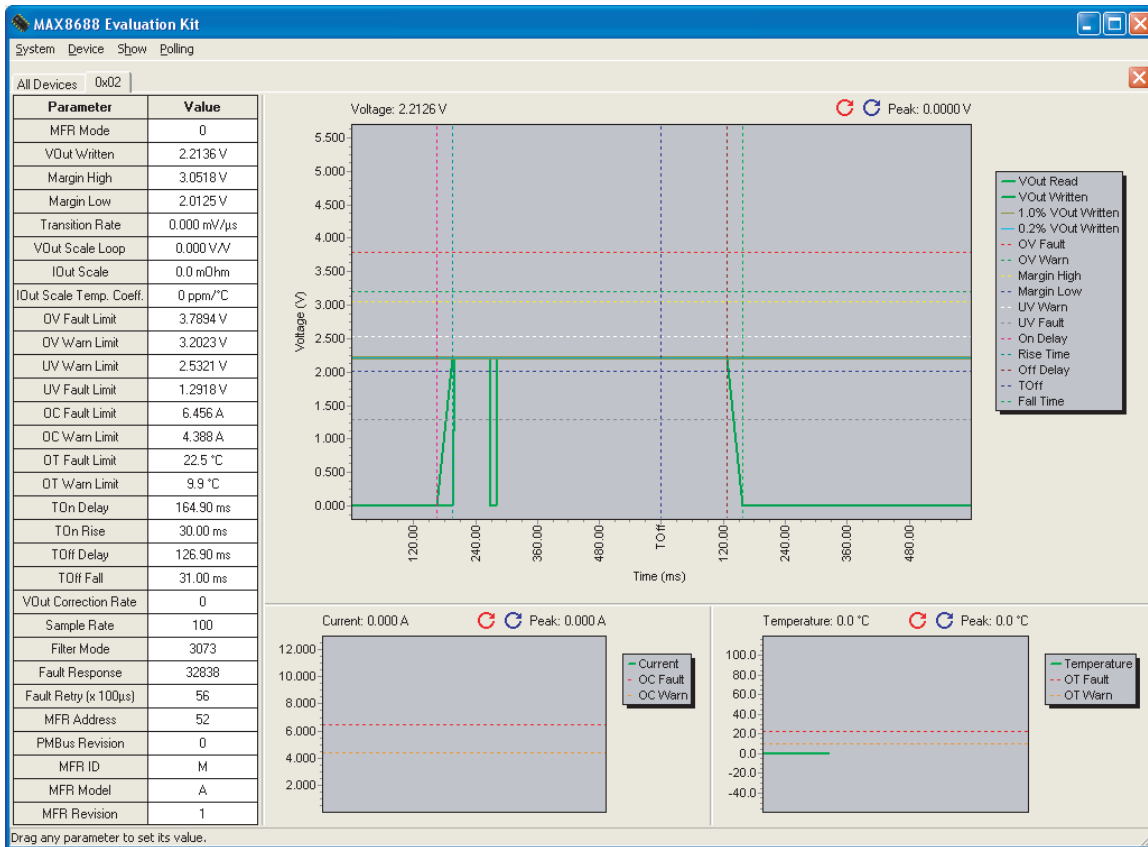 MAX8688 Evaluation Kit
System Device Show Polling
All Devices 0x02
Parameter Value
MFR Mode 0
VOut Written 2.2136 V
Margin High 3.0518 V
Margin Low 2.0125 V
Transition Rate 0.000 mV/µs
VOut Scale Loop 0.000 V/V
IOut Scale 0.0 mOhm
IOut Scale Temp. Coeff. 0 ppm/°C
OV Fault Limit 3.7894 V
OV Warn Limit 3.2023 V
UV Warn Limit 2.5321 V
UV Fault Limit 1.2918 V
OC Fault Limit 6.456 A
OC Warn Limit 4.388 A
OT Fault Limit 22.5 °C
OT Warn Limit 9.9 °C
TOn Delay 164.90 ms
TOn Rise 30.00 ms
TOff Delay 126.90 ms
TOff Fall 31.00 ms
VOut Correction Rate 0
Sample Rate 100
Filter Mode 3073
Fault Response 32838
Fault Retry (x 100µs) 56
MFR Address 52
PMBus Revision 0
MFR ID M
MFR Model A
MFR Revision 1
Voltage: 2.2126 V Peak: 0.0000 V
Voltage (V)
5.500
5.000
4.500
4.000
3.500
3.000
2.500
2.000
1.500
1.000
0.500
0.000
120.00 240.00 360.00 480.00 TOff 120.00 240.00 360.00 480.00
Time (ms)
VOut Read
VOut Written
1.0% VOut Written
0.2% VOut Written
OV Fault
OV Warn
Margin High
Margin Low
UV Warn
UV Fault
On Delay
Rise Time
Off Delay
TOff
Fall Time
Current: 0.000 A Peak: 0.000 A
12.000
10.000
8.000
6.000
4.000
2.000
Current
OC Fault
OC Warn
Temperature: 0.0 °C Peak: 0.0 °C
100.0
80.0
60.0
40.0
20.0
0.0
-20.0
-40.0
Temperature
OT Fault
OT Warn
Drag any parameter to set its value.